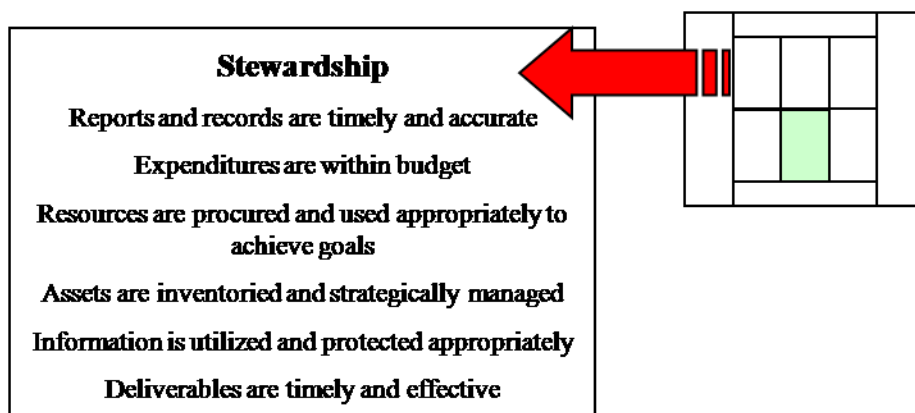 Stewardship
Reports and records are timely and accurate
Expenditures are within budget
Resources are procured and used appropriately to
achieve goals
Assets are inventoried and strategically managed
Information is utilized and protected appropriately
Deliverables are timely and effective